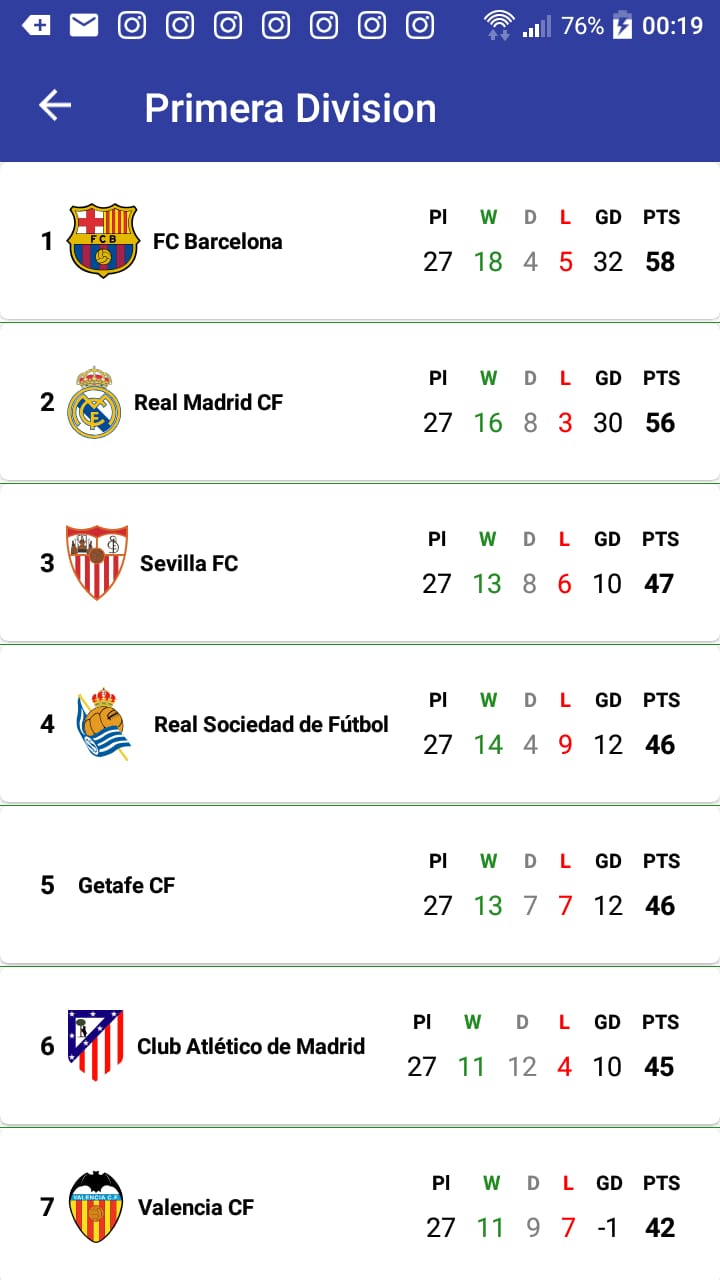 76% 00:19
Primera Division
Pl W D L GD PTS
1 FCB FC Barcelona
27 18 4 5 32 58
Pl W D L GD PTS
2 Real Madrid CF
27 16 8 3 30 56
Pl W D L GD PTS
3 Sevilla FC
27 13 8 6 10 47
Pl W D L GD PTS
4 Real Sociedad de Fútbol
27 14 4 9 12 46
Pl W D L GD PTS
5 Getafe CF
27 13 7 7 12 46
Pl W D L GD PTS
6 Club Atlético de Madrid
27 11 12 4 10 45
Pl W D L GD PTS
VALENCIA C.F
7 Valencia CF
27 11 9 7 -1 42